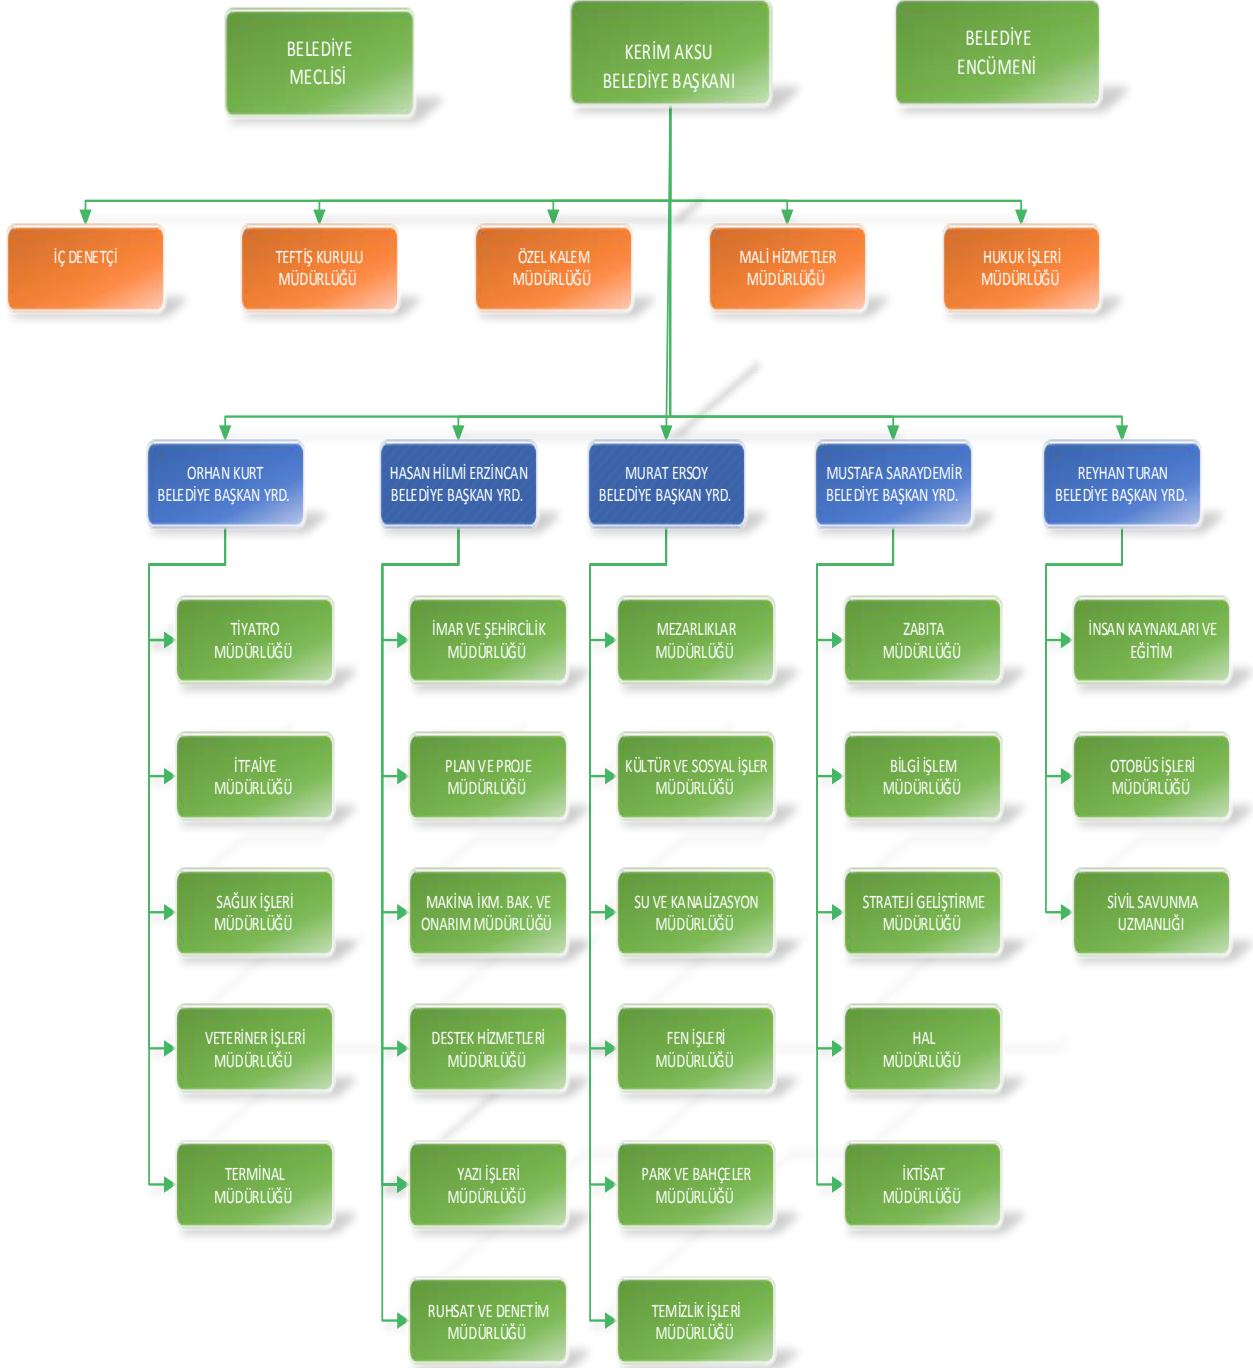 BELEDİYE
MECLİSİ
KERİM AKSU
BELEDİYE BAŞKANI
BELEDİYE
ENCÜMENİ
İÇ DENETÇİ
TEFTİŞ KURULU
MÜDÜRLÜĞÜ
ÖZEL KALEM
MÜDÜRLÜĞÜ
MALİ HİZMETLER
MÜDÜRLÜĞÜ
HUKUK İŞLERİ
MÜDÜRLÜĞÜ
ORHAN KURT
BELEDİYE BAŞKAN YRD.
HASAN HİLMİ ERZİNCAN
BELEDİYE BAŞKAN YRD.
MURAT ERSOY
BELEDİYE BAŞKAN YRD.
MUSTAFA SARAYDEMİR
BELEDİYE BAŞKAN YRD.
REYHAN TURAN
BELEDİYE BAŞKAN YRD.
TİYATRO
MÜDÜRLÜĞÜ
İMAR VE ŞEHİRCİLİK
MÜDÜRLÜĞÜ
MEZARLIKLAR
MÜDÜRLÜĞÜ
ZABITA
MÜDÜRLÜĞÜ
İNSAN KAYNAKLARI VE
EĞİTİM
İTFAİYE
MÜDÜRLÜĞÜ
PLAN VE PROJE
MÜDÜRLÜĞÜ
KÜLTÜR VE SOSYAL İŞLER
MÜDÜRLÜĞÜ
BİLGİ İŞLEM
MÜDÜRLÜĞÜ
OTOBÜS İŞLERİ
MÜDÜRLÜĞÜ
SAĞLIK İŞLERİ
MÜDÜRLÜĞÜ
MAKİNA İKM. BAK. VE
ONARIM MÜDÜRLÜĞÜ
SU VE KANALİZASYON
MÜDÜRLÜĞÜ
STRATEJİ GELİŞTİRME
MÜDÜRLÜĞÜ
SİVİL SAVUNMA
UZMANLIĞI
VETERİNER İŞLERİ
MÜDÜRLÜĞÜ
DESTEK HİZMETLERİ
MÜDÜRLÜĞÜ
FEN İŞLERİ
MÜDÜRLÜĞÜ
HAL
MÜDÜRLÜĞÜ
TERMİNAL
MÜDÜRLÜĞÜ
YAZI İŞLERİ
MÜDÜRLÜĞÜ
PARK VE BAHÇELER
MÜDÜRLÜĞÜ
İKTİSAT
MÜDÜRLÜĞÜ
RUHSAT VE DENETİM
MÜDÜRLÜĞÜ
TEMİZLİK İŞLERİ
MÜDÜRLÜĞÜ